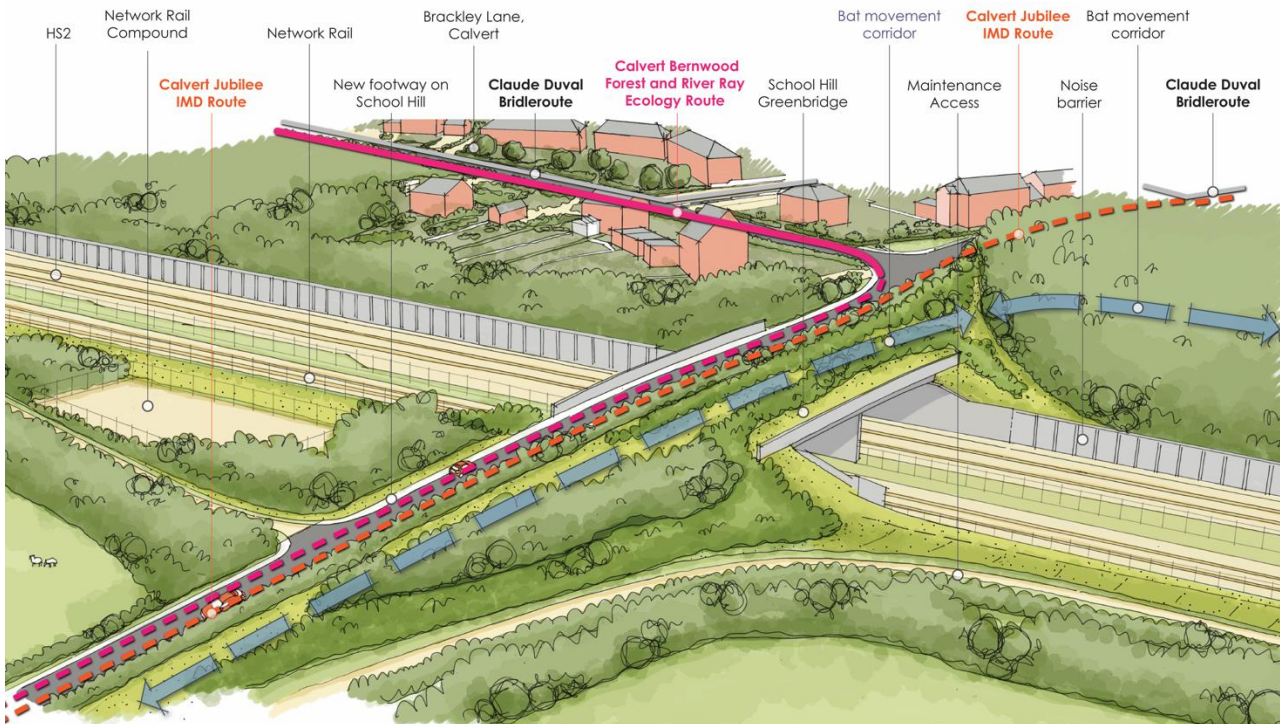 HS2
Network Rail
Compound
Calvert Jubilee
IMD Route
Network Rail
New footway on
School Hill
Brackley Lane,
Calvert
Claude Duval
Bridleroute
Calvert Bernwood
Forest and River Ray
Ecology Route
School Hill
Greenbridge
Bat movement
corridor
Maintenance
Access
Calvert Jubilee
IMD Route
Noise
barrier
Bat movement
corridor
Claude Duval
Bridleroute